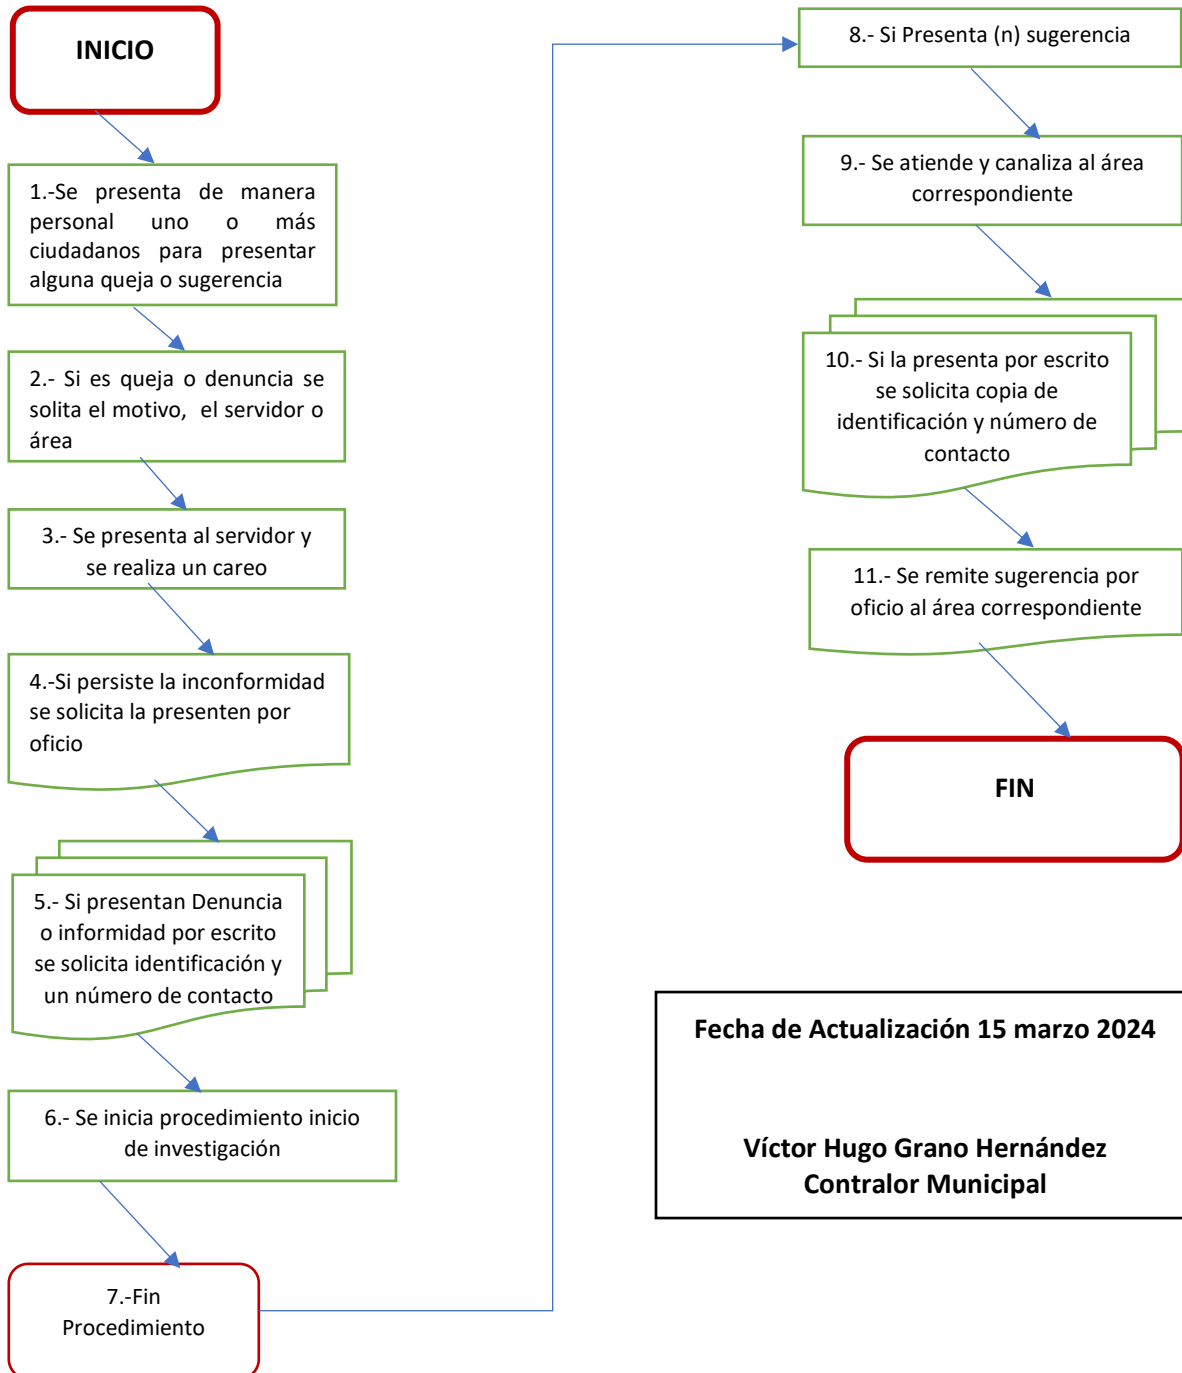 INICIO
1.-Se presenta de manera
personal uno o más
ciudadanos para presentar
alguna queja o sugerencia
2.- Si es queja o denuncia se
solita el motivo, el servidor o
área
3.- Se presenta al servidor y
se realiza un careo
4.-Si persiste la inconformidad
se solicita la presenten por
oficio
5.- Si presentan Denuncia
o informidad por escrito
se solicita identificación y
un número de contacto
6.- Se inicia procedimiento inicio
de investigación
7.-Fin
Procedimiento
8.- Si Presenta (n) sugerencia
9.- Se atiende y canaliza al área
correspondiente
10.- Si la presenta por escrito
se solicita copia de
identificación y número de
contacto
11.- Se remite sugerencia por
oficio al área correspondiente
FIN
Fecha de Actualización 15 marzo 2024
Víctor Hugo Grano Hernández
Contralor Municipal